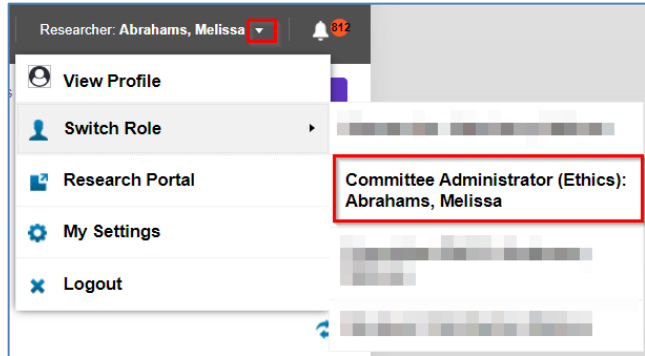 Researcher: Abrahams, Melissa
812
View Profile
Switch Role
Research Portal
Committee Administrator (Ethics):
Abrahams, Melissa
My Settings
Logout